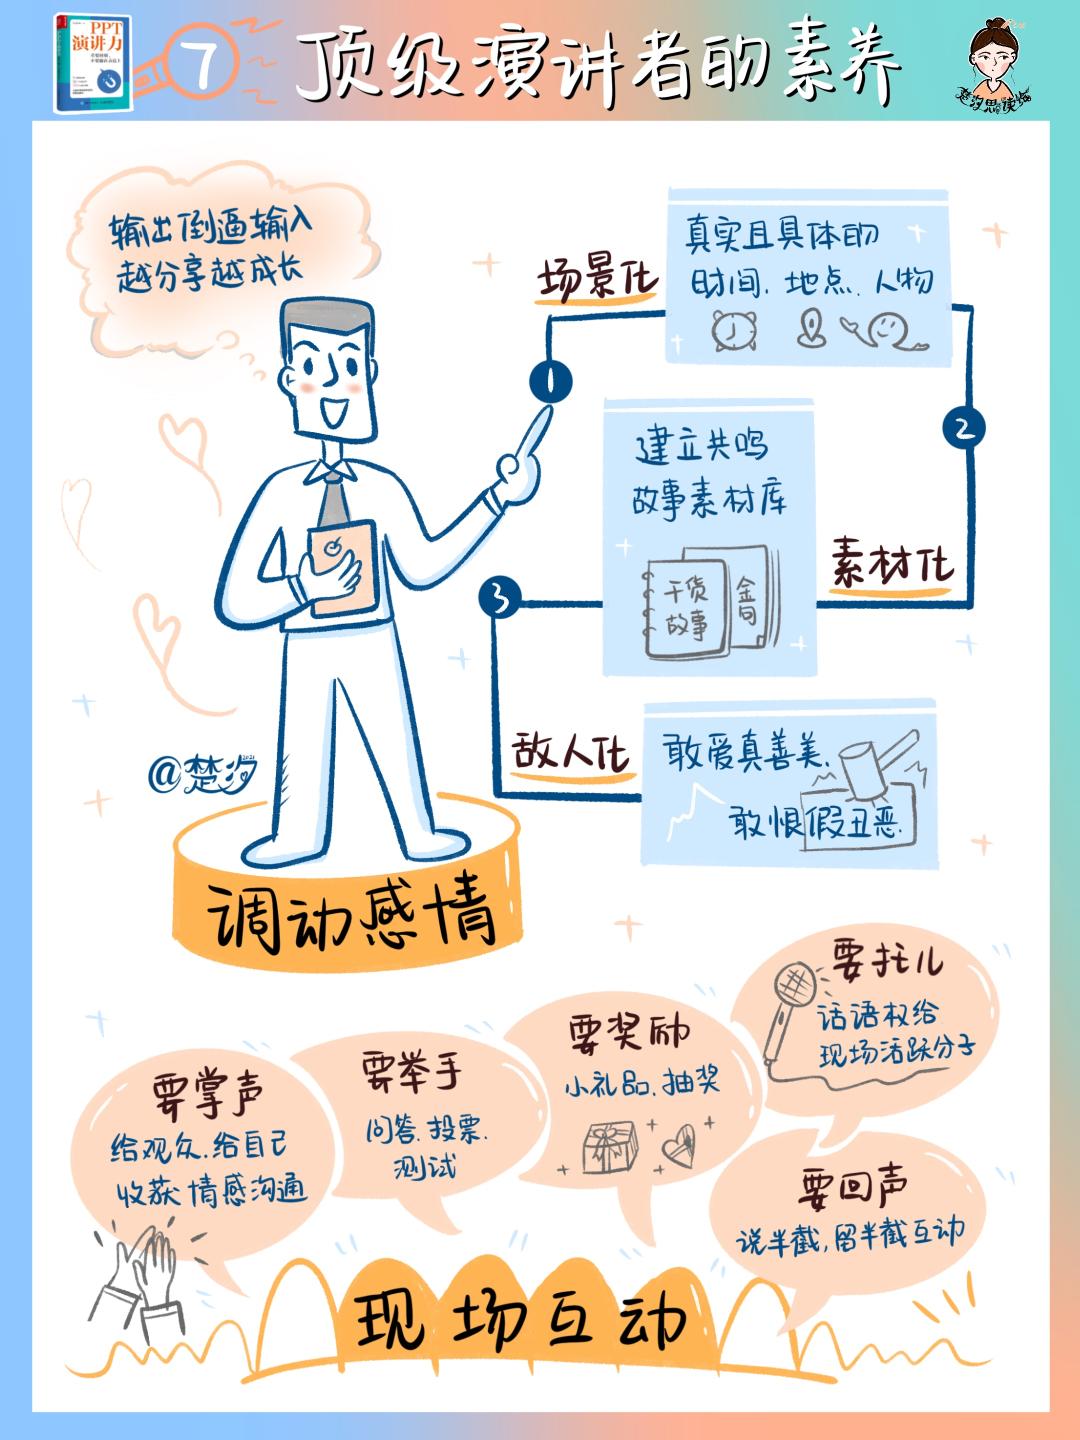 PPT
演讲力
7
顶级演讲者的素养
楚汐思维读绘
输出倒逼输入
越分享越成长
场景化
真实且具体的
时间、地点、人物
1
2
建立共鸣
故事素材库
干货
故事
金句
素材化
3
敌人化
敢爱真善美、
敢恨假丑恶、
@楚汐
2021
调动感情
要托儿
话语权给
现场活跃分子
要奖励
小礼品、抽奖
要举手
问答、投票、
测试
要掌声
给观众、给自己
收获情感沟通
要回声
说半截,留半截互动
现场互动